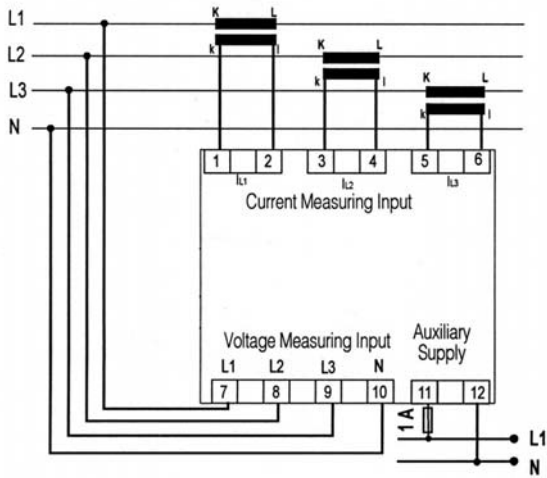 L1
K L
k l
L2
K L
k l
L3
K L
k l
N
1 2 3 4 5 6
IL1 IL2 IL3
Current Measuring Input
Voltage Measuring Input
Auxiliary
Supply
L1 L2 L3 N
7 8 9 10 11 12
1 A
L1
N